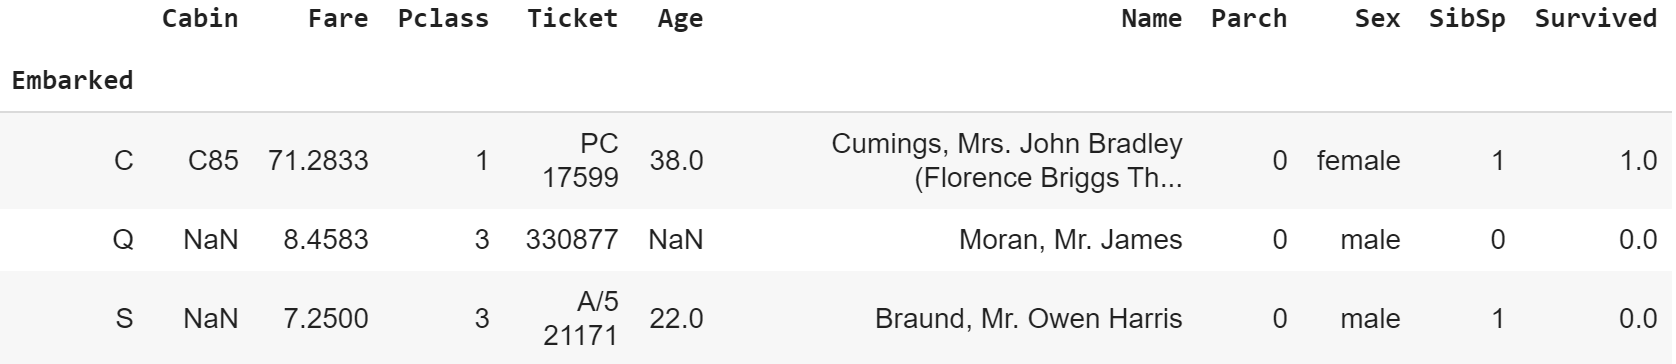 Cabin Fare Pclass Ticket Age Name Parch Sex SibSp Survived
Embarked
C C85 71.2833 1 PC 17599 38.0 Cumings, Mrs. John Bradley (Florence Briggs Th... 0 female 1 1.0
Q NaN 8.4583 3 330877 NaN Moran, Mr. James 0 male 0 0.0
S NaN 7.2500 3 A/5 21171 22.0 Braund, Mr. Owen Harris 0 male 1 0.0